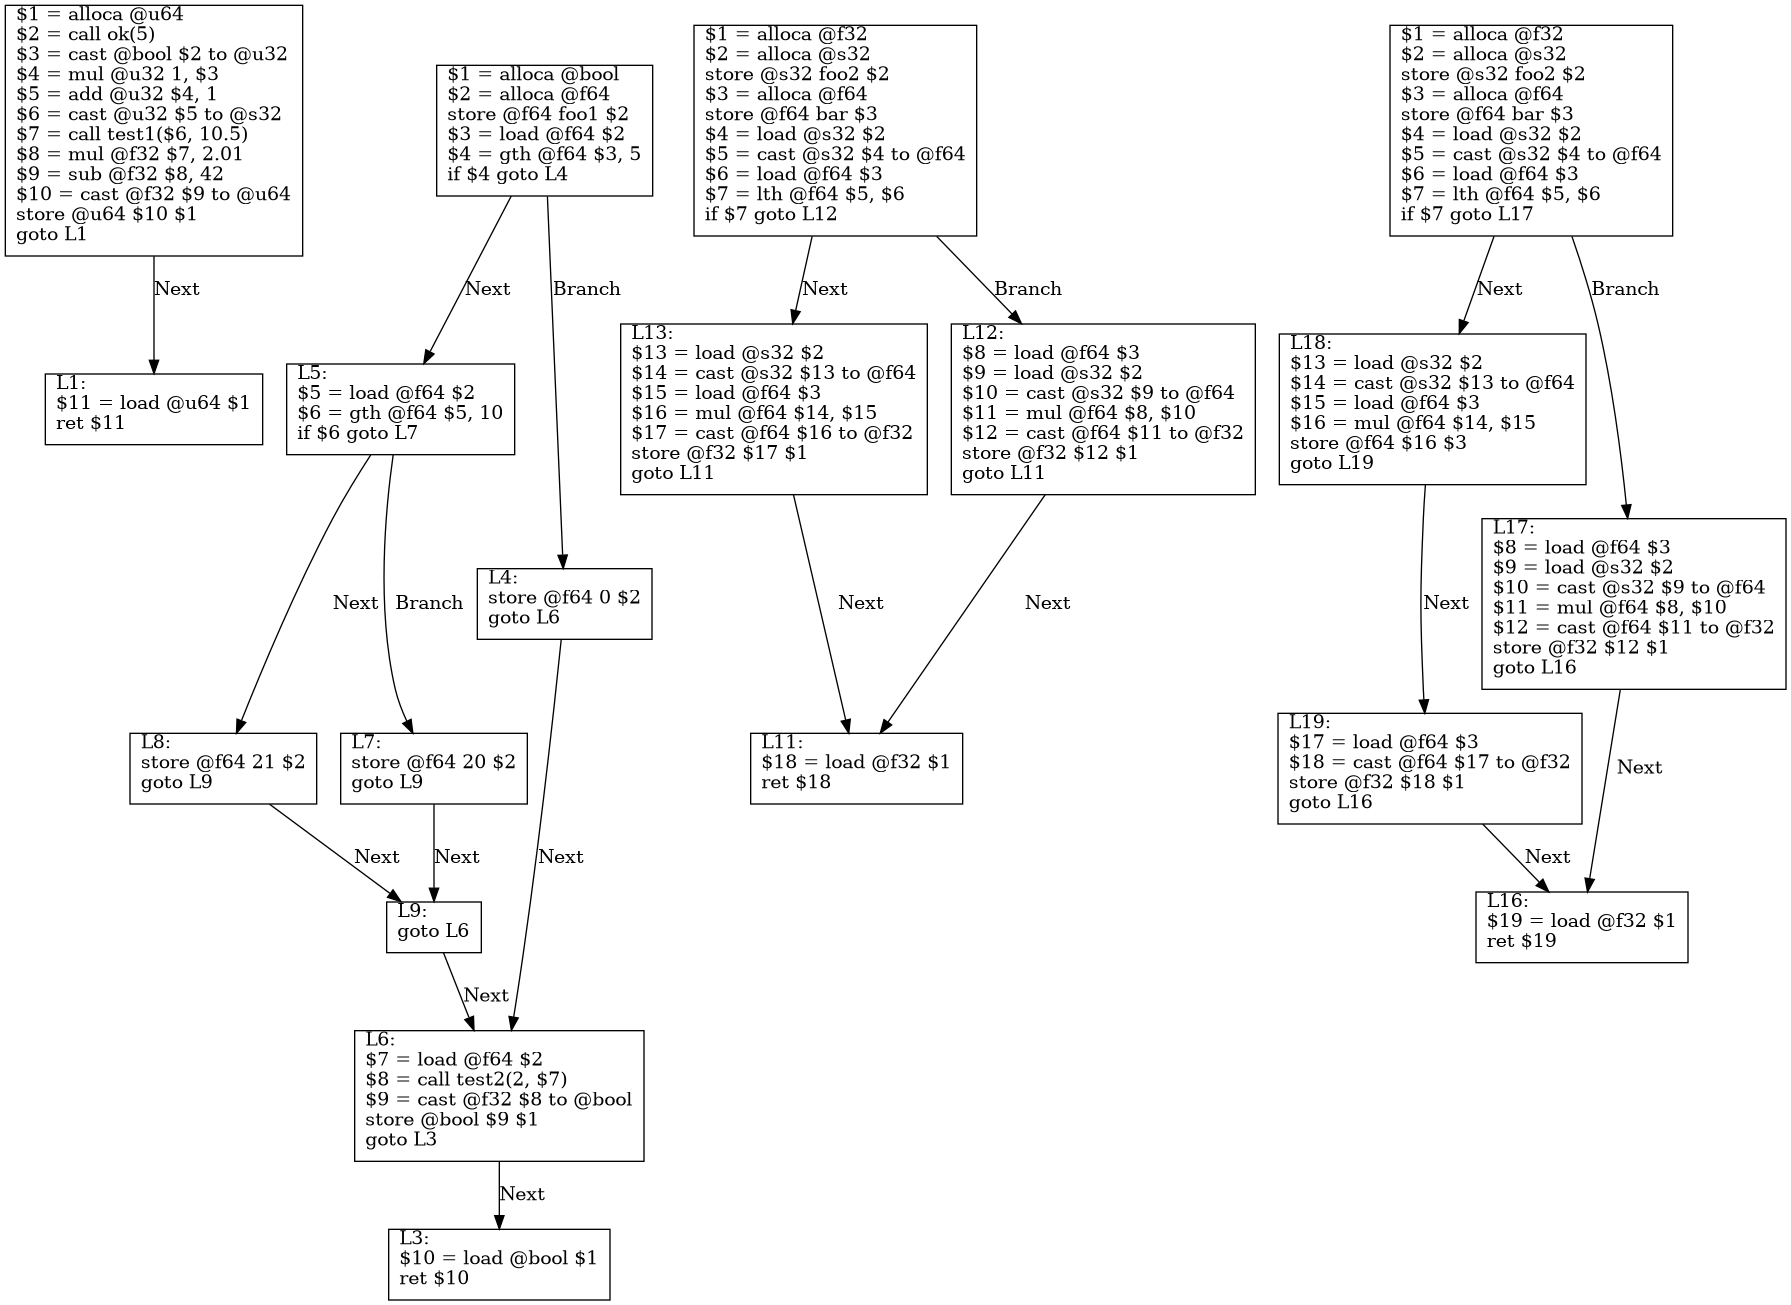 $1 = alloca @u64
$2 = call ok(5)
$3 = cast @bool $2 to @u32
$4 = mul @u32 1, $3
$5 = add @u32 $4, 1
$6 = cast @u32 $5 to @s32
$7 = call test1($6, 10.5)
$8 = mul @f32 $7, 2.01
$9 = sub @f32 $8, 42
$10 = cast @f32 $9 to @u64
store @u64 $10 $1
goto L1
Next
L1:
$11 = load @u64 $1
ret $11
$1 = alloca @bool
$2 = alloca @f64
store @f64 foo1 $2
$3 = load @f64 $2
$4 = gth @f64 $3, 5
if $4 goto L4
Next
Branch
L5:
$5 = load @f64 $2
$6 = gth @f64 $5, 10
if $6 goto L7
Next
Branch
L4:
store @f64 0 $2
goto L6
L8:
store @f64 21 $2
goto L9
L7:
store @f64 20 $2
goto L9
Next
Next
Next
L9:
goto L6
Next
L6:
$7 = load @f64 $2
$8 = call test2(2, $7)
$9 = cast @f32 $8 to @bool
store @bool $9 $1
goto L3
Next
L3:
$10 = load @bool $1
ret $10
$1 = alloca @f32
$2 = alloca @s32
store @s32 foo2 $2
$3 = alloca @f64
store @f64 bar $3
$4 = load @s32 $2
$5 = cast @s32 $4 to @f64
$6 = load @f64 $3
$7 = lth @f64 $5, $6
if $7 goto L12
Next
Branch
L13:
$13 = load @s32 $2
$14 = cast @s32 $13 to @f64
$15 = load @f64 $3
$16 = mul @f64 $14, $15
$17 = cast @f64 $16 to @f32
store @f32 $17 $1
goto L11
L12:
$8 = load @f64 $3
$9 = load @s32 $2
$10 = cast @s32 $9 to @f64
$11 = mul @f64 $8, $10
$12 = cast @f64 $11 to @f32
store @f32 $12 $1
goto L11
Next
Next
L11:
$18 = load @f32 $1
ret $18
$1 = alloca @f32
$2 = alloca @s32
store @s32 foo2 $2
$3 = alloca @f64
store @f64 bar $3
$4 = load @s32 $2
$5 = cast @s32 $4 to @f64
$6 = load @f64 $3
$7 = lth @f64 $5, $6
if $7 goto L17
Next
Branch
L18:
$13 = load @s32 $2
$14 = cast @s32 $13 to @f64
$15 = load @f64 $3
$16 = mul @f64 $14, $15
store @f64 $16 $3
goto L19
Next
L17:
$8 = load @f64 $3
$9 = load @s32 $2
$10 = cast @s32 $9 to @f64
$11 = mul @f64 $8, $10
$12 = cast @f64 $11 to @f32
store @f32 $12 $1
goto L16
L19:
$17 = load @f64 $3
$18 = cast @f64 $17 to @f32
store @f32 $18 $1
goto L16
Next
Next
L16:
$19 = load @f32 $1
ret $19